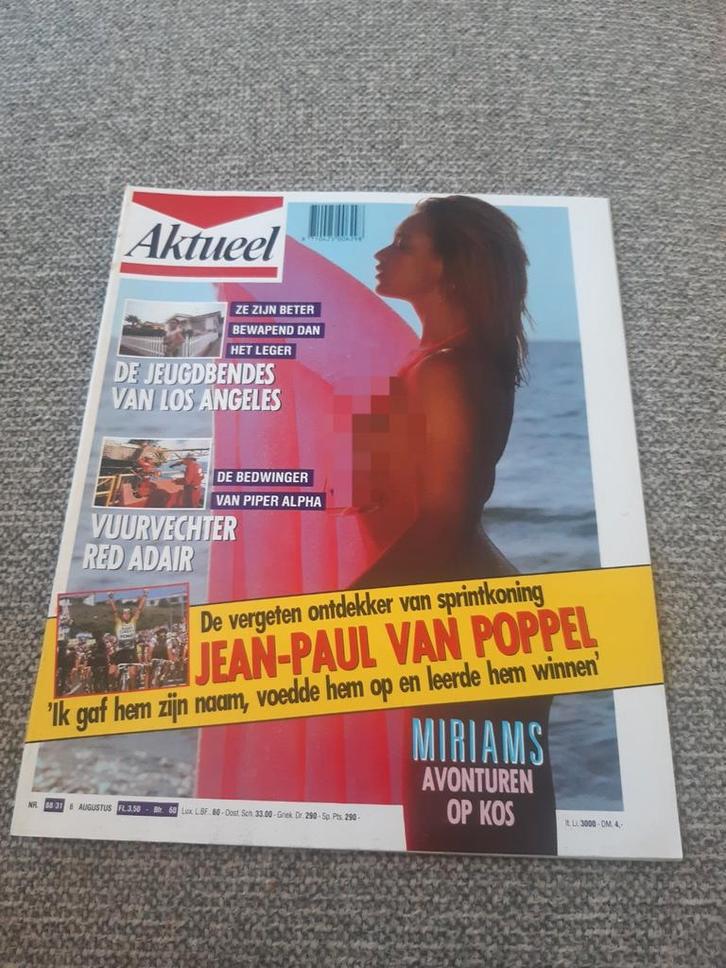 Aktueel
ZE ZIJN BETER
BEWAPEND DAN
HET LEGER
DE JEUGDBENDES
VAN LOS ANGELES
DE BEDWINGER
VAN PIPER ALPHA
VUURVECHTER
RED ADAIR
De vergeten ontdekker van sprintkoning
JEAN-PAUL VAN POPPEL
'Ik gaf hem zijn naam, voedde hem op en leerde hem winnen'
MIRIAMS
AVONTUREN
OP KOS
NR. 88/31 6 AUGUSTUS Fl. 3,50 - Bfr. 60 Lux. L.BF. 60 - Oost. Sch. 33.00 - Griek. Dr. 290 - Sp. Pts. 290 -
It. Li. 3000 - DM. 4,-